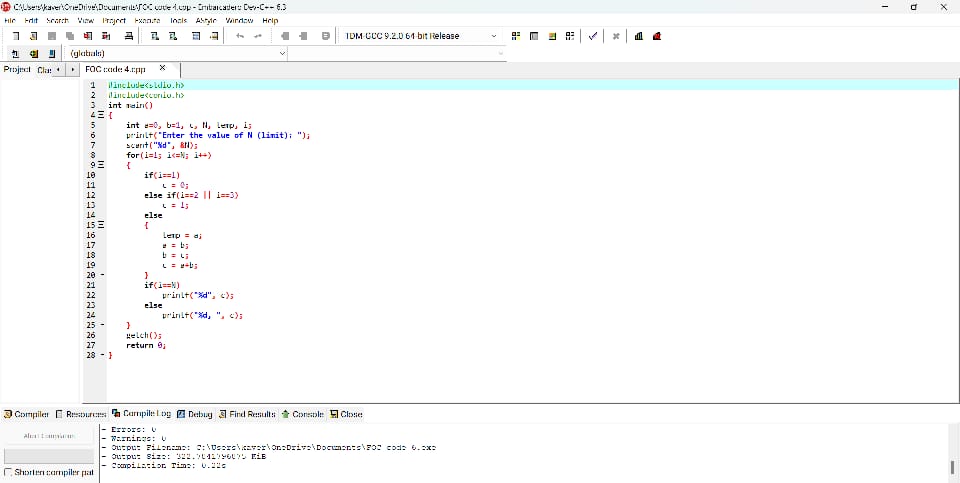 C:\Users\kaver\OneDrive\Documents\FOC code 4.cpp - Embarcadero Dev-C++ 6.3
File Edit Search View Project Execute Tools AStyle Window Help
TDM-GCC 9.2.0 64-bit Release
(globals)
Project Clas FOC code 4.cpp
1 #include<stdio.h>
2 #include<conio.h>
3 int main()
4 {
5 int a=0, b=1, c, N, temp, i;
6 printf("Enter the value of N (limit): ");
7 scanf("%d", &N);
8 for(i=1; i<=N; i++)
9 {
10 if(i==1)
11 c = 0;
12 else if(i==2 || i==3)
13 c = 1;
14 else
15 {
16 temp = a;
17 a = b;
18 b = c;
19 c = a+b;
20 }
21 if(i==N)
22 printf("%d", c);
23 else
24 printf("%d, ", c);
25 }
26 getch();
27 return 0;
28 }
Compiler Resources Compile Log Debug Find Results Console Close
Abort Compilation
Shorten compiler pat
- Errors: 0
- Warnings: 0
- Output Filename: C:\Users\kaver\OneDrive\Documents\FOC code 6.exe
- Output Size: 322.7041796875 KiB
- Compilation Time: 0.22s